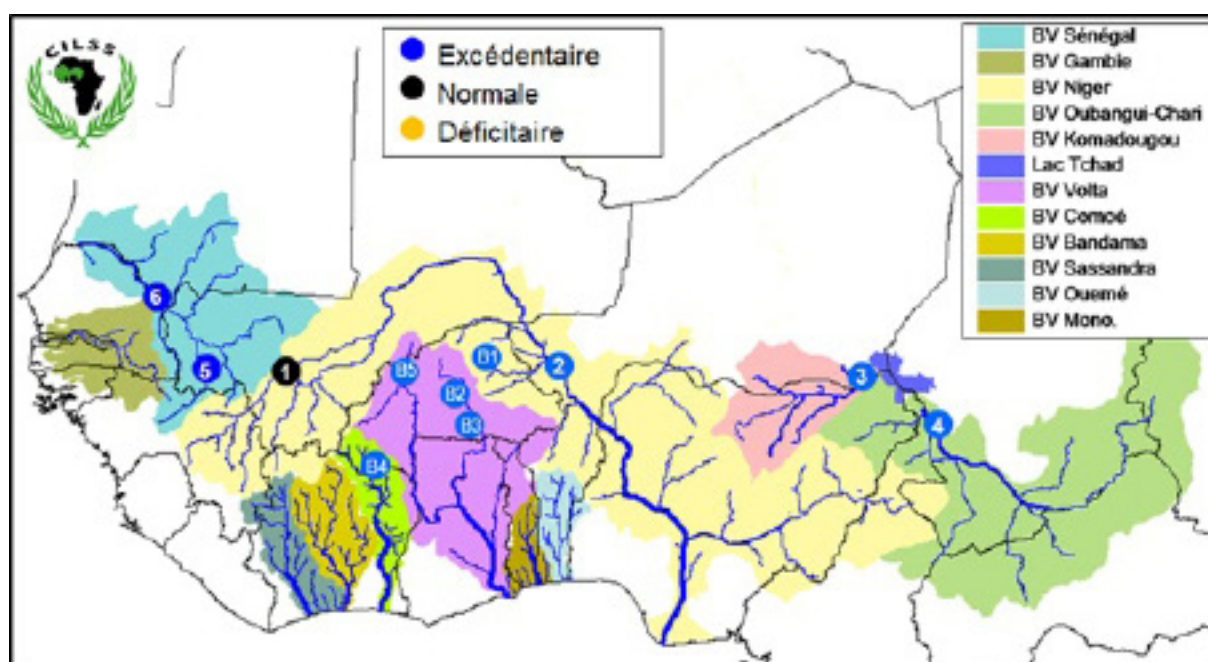 CILSS
Excédentaire
Normale
Déficitaire
BV Sénégal
BV Gambie
BV Niger
BV Oubangui-Chari
BV Komadougou
Lac Tchad
BV Volta
BV Comoé
BV Bandama
BV Sassandra
BV Ouemé
BV Mono.
6
5
1
B5
B1
2
B2
B3
B4
3
4